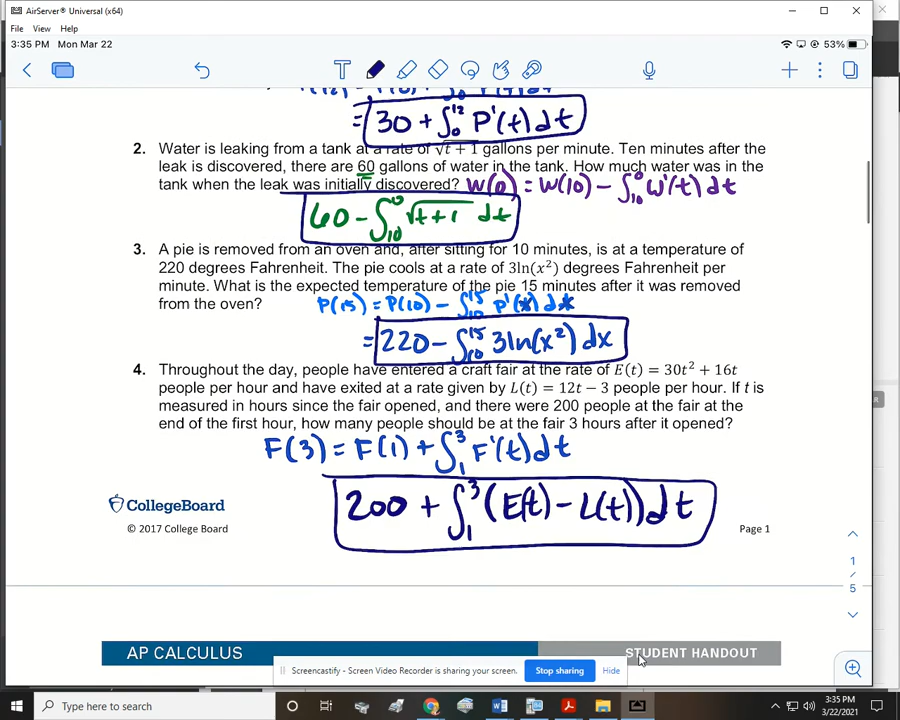 AirServer Universal (x64)
File View Help
3:35 PM Mon Mar 22
53%
= 30 + ∫₀¹² P'(t)dt
2. Water is leaking from a tank at a rate of √t + 1 gallons per minute. Ten minutes after the
leak is discovered, there are 60 gallons of water in the tank. How much water was in the
tank when the leak was initially discovered? W(0) = W(10) − ∫₁₀⁰ W'(t)dt
60 − ∫₁₀⁰ √t+1 dt
3. A pie is removed from an oven and, after sitting for 10 minutes, is at a temperature of
220 degrees Fahrenheit. The pie cools at a rate of 3ln(x²) degrees Fahrenheit per
minute. What is the expected temperature of the pie 15 minutes after it was removed
from the oven? P(15) = P(10) − ∫₁₀¹⁵ P'(x)dx
= 220 − ∫₁₀¹⁵ 3ln(x²) dx
4. Throughout the day, people have entered a craft fair at the rate of E(t) = 30t² + 16t
people per hour and have exited at a rate given by L(t) = 12t − 3 people per hour. If t is
measured in hours since the fair opened, and there were 200 people at the fair at the
end of the first hour, how many people should be at the fair 3 hours after it opened?
F(3) = F(1) + ∫₁³ F'(t)dt
200 + ∫₁³ (E(t) − L(t))dt
CollegeBoard
© 2017 College Board
Page 1
1
/
5
AP CALCULUS
STUDENT HANDOUT
Screencastify - Screen Video Recorder is sharing your screen. Stop sharing Hide
Type here to search
3:35 PM
3/22/2021